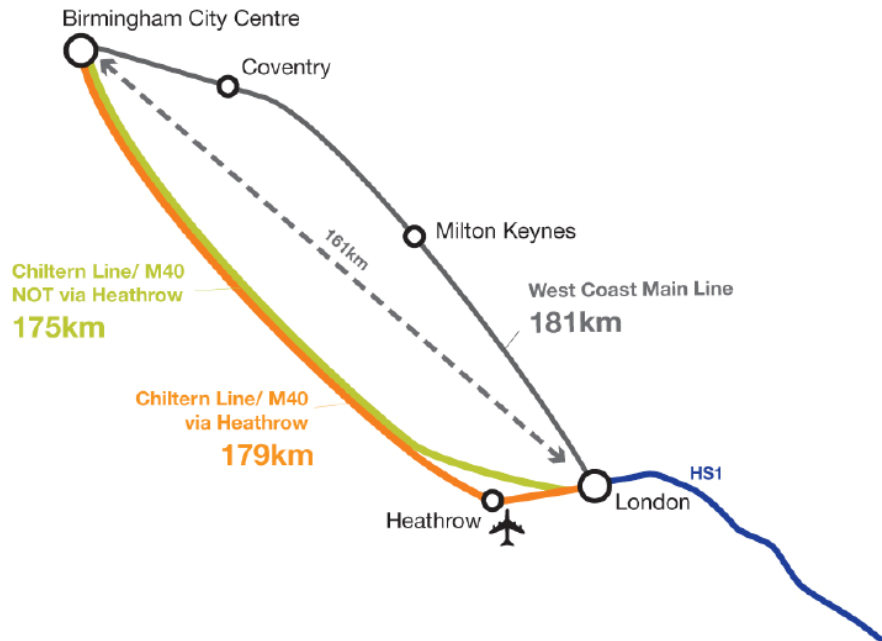 Birmingham City Centre
Coventry
161km
Milton Keynes
Chiltern Line/ M40
NOT via Heathrow
175km
West Coast Main Line
181km
Chiltern Line/ M40
via Heathrow
179km
HS1
London
Heathrow